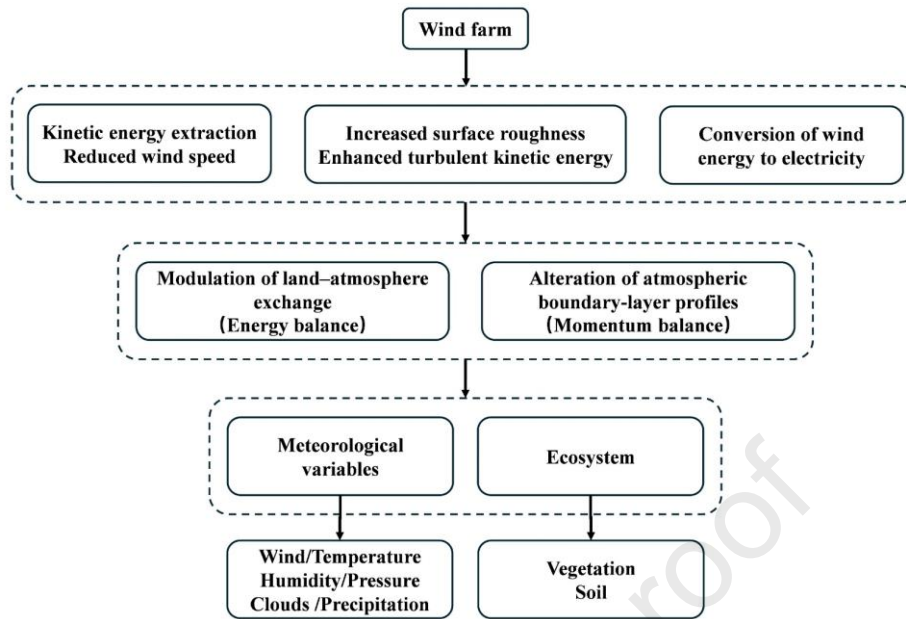 Wind farm
Kinetic energy extraction
Reduced wind speed
Increased surface roughness
Enhanced turbulent kinetic energy
Conversion of wind
energy to electricity
Modulation of land–atmosphere
exchange
(Energy balance)
Alteration of atmospheric
boundary-layer profiles
(Momentum balance)
Meteorological
variables
Ecosystem
Wind/Temperature
Humidity/Pressure
Clouds /Precipitation
Vegetation
Soil
roof